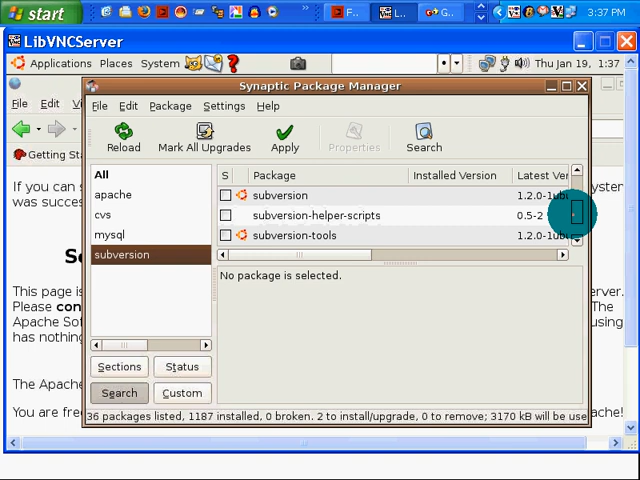 start
F...
L...
G...
3:37 PM
LibVNCServer
Applications Places System
Thu Jan 19, 1:37
File Edit Vi
Synaptic Package Manager
File Edit Package Settings Help
Reload
Mark All Upgrades
Apply
Properties
Search
Getting Sta
All
apache
cvs
mysql
subversion
S Package Installed Version Latest Ver
subversion 1.2.0-1ubu
subversion-helper-scripts 0.5-2
subversion-tools 1.2.0-1ubu
No package is selected.
Sections
Status
Search
Custom
36 packages listed, 1187 installed, 0 broken. 2 to install/upgrade, 0 to remove; 3170 kB will be use
If you can s
system
was succes
Se
This page is
server.
Please con
The
Apache Sof
using
has nothing
The Apache
You are free
ache!